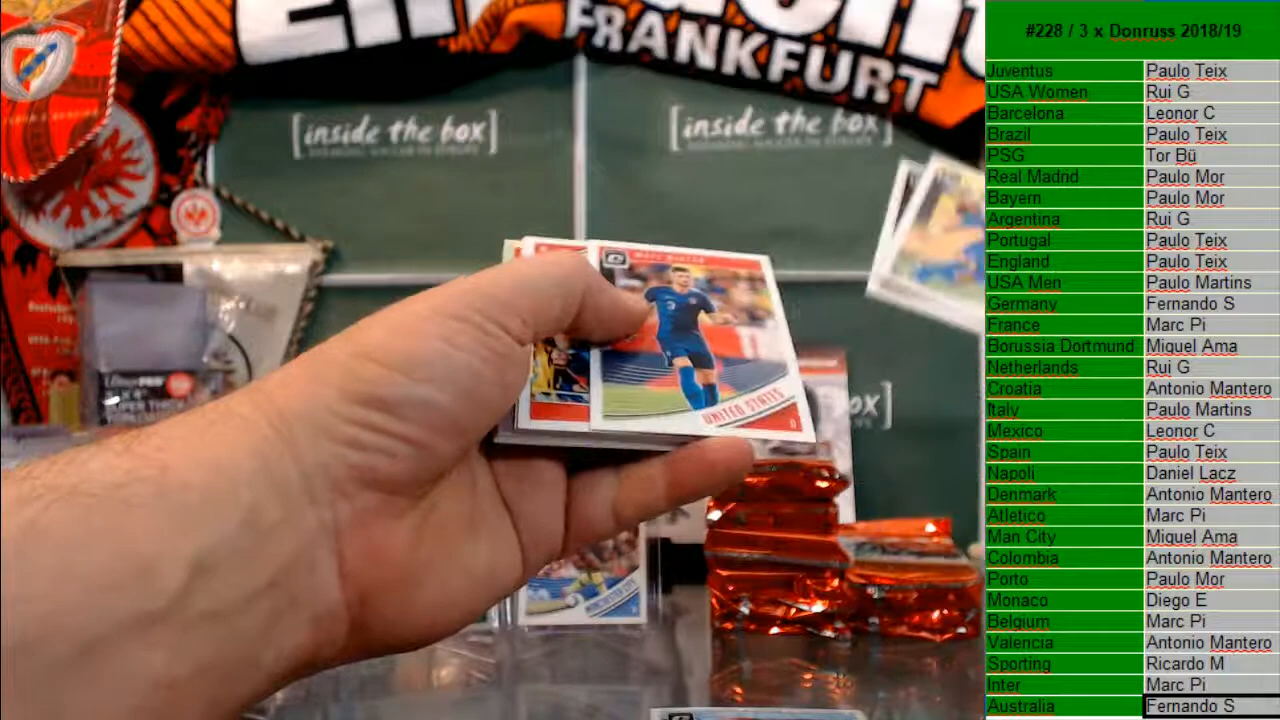 FRANKFURT
[inside the box]
[inside the box]
UNITED STATES
#228 / 3 x Donruss 2018/19
Juventus Paulo Teix
USA Women Rui G
Barcelona Leonor C
Brazil Paulo Teix
PSG Tor Bü
Real Madrid Paulo Mor
Bayern Paulo Mor
Argentina Rui G
Portugal Paulo Teix
England Paulo Teix
USA Men Paulo Martins
Germany Fernando S
France Marc Pi
Borussia Dortmund Miguel Ama
Netherlands Rui G
Croatia Antonio Mantero
Italy Paulo Martins
Mexico Leonor C
Spain Paulo Teix
Napoli Daniel Lacz
Denmark Antonio Mantero
Atletico Marc Pi
Man City Miguel Ama
Colombia Antonio Mantero
Porto Paulo Mor
Monaco Diego E
Belgium Marc Pi
Valencia Antonio Mantero
Sporting Ricardo M
Inter Marc Pi
Australia Fernando S